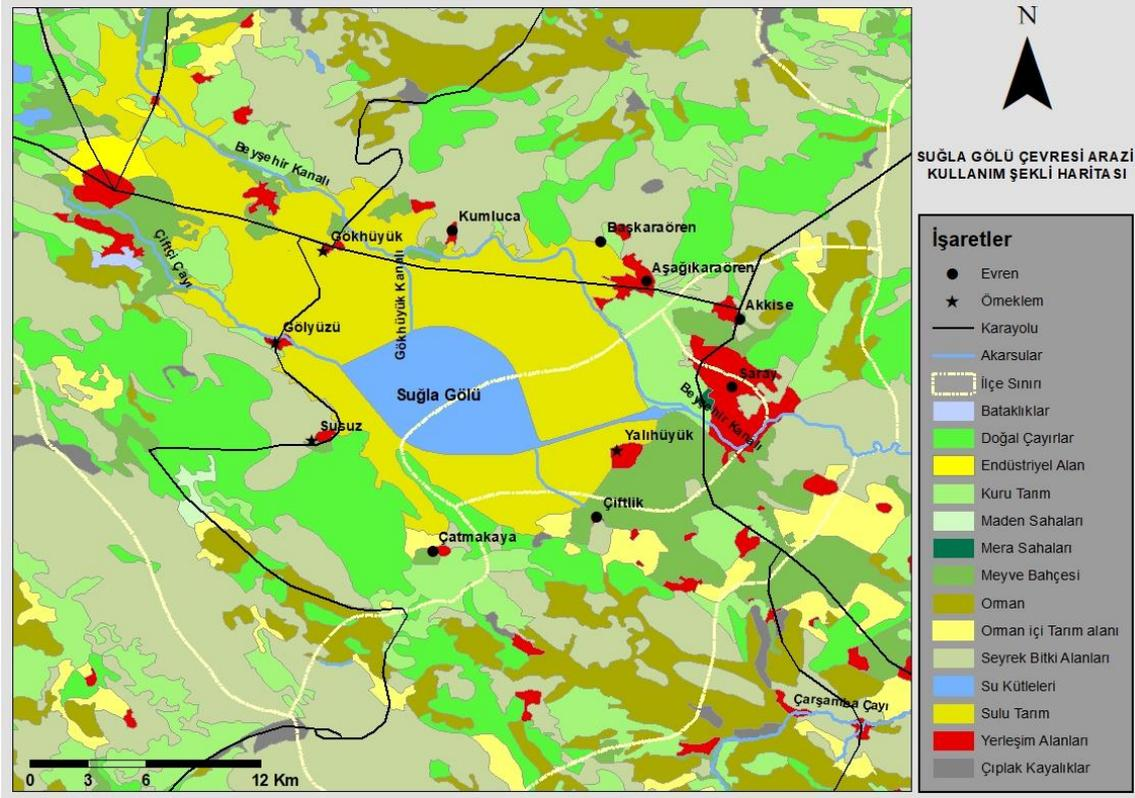 N
SUĞLA GÖLÜ ÇEVRESİ ARAZİ
KULLANIM ŞEKLİ HARİTASI
İşaretler
Evren
Örneklem
Karayolu
Akarsular
İlçe Sınırı
Bataklıklar
Doğal Çayırlar
Endüstriyel Alan
Kuru Tarım
Maden Sahaları
Mera Sahaları
Meyve Bahçesi
Orman
Orman içi Tarım alanı
Seyrek Bitki Alanları
Su Kütleleri
Sulu Tarım
Yerleşim Alanları
Çıplak Kayalıklar
Beyşehir Kanalı
Kumluca
Gökhüyük
Başkaraören
Çiftçi Çayı
Gökhüyük Kanalı
Aşağıkaraören
Akkise
Gölyüzü
Suğla Gölü
Saray
Beyşehir Kanalı
Susuz
Yalıhüyük
Çiftlik
Çatmakaya
Çarşamba Çayı
0 3 6 12 Km